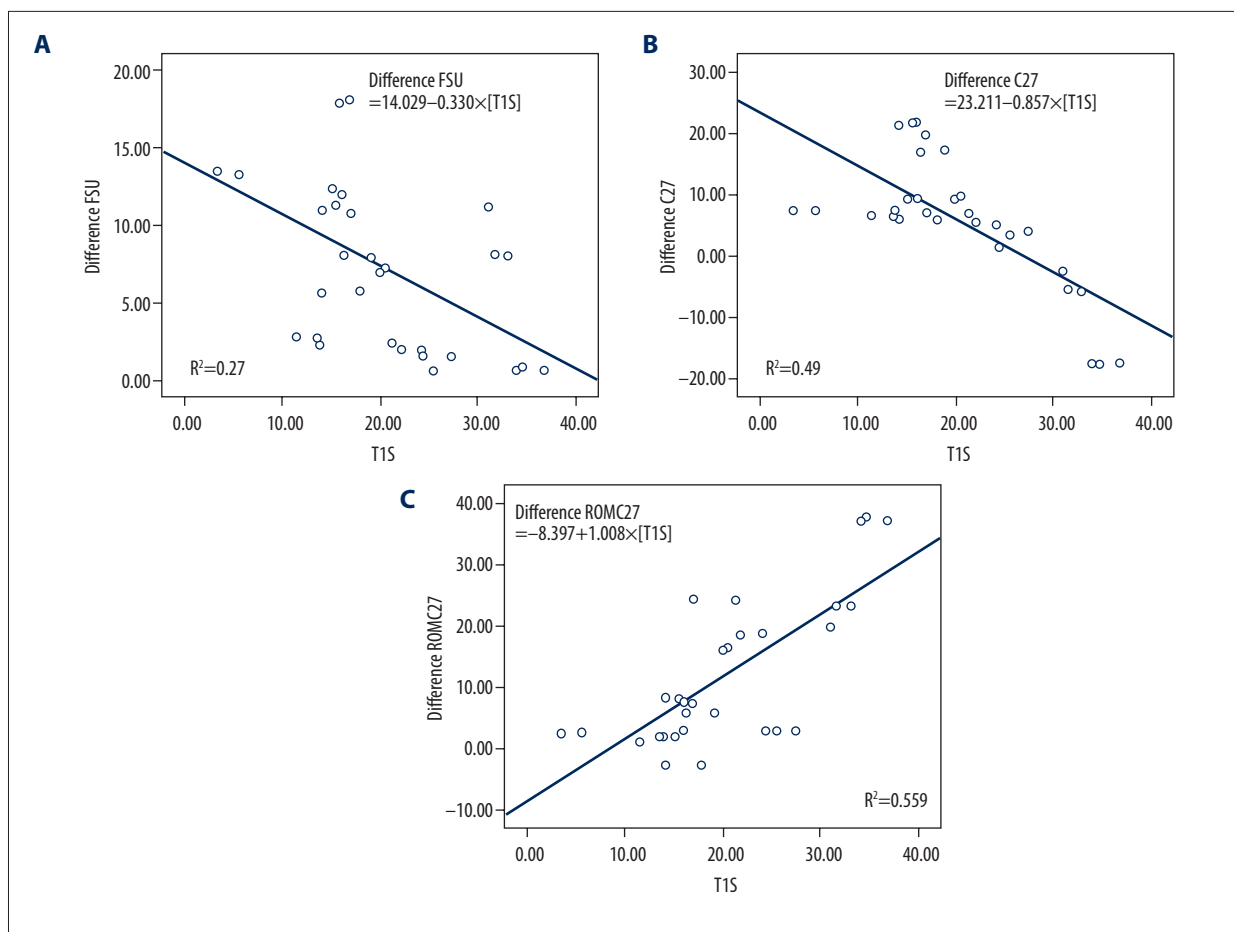 A
Difference FSU
=14.029–0.330×[T1S]
20.00
15.00
10.00
5.00
0.00
Difference FSU
R²=0.27
0.00 10.00 20.00 30.00 40.00
T1S
B
Difference C27
=23.211–0.857×[T1S]
30.00
20.00
10.00
0.00
–10.00
–20.00
Difference C27
R²=0.49
0.00 10.00 20.00 30.00 40.00
T1S
C
Difference ROMC27
=–8.397+1.008×[T1S]
40.00
30.00
20.00
10.00
0.00
–10.00
Difference ROMC27
R²=0.559
0.00 10.00 20.00 30.00 40.00
T1S